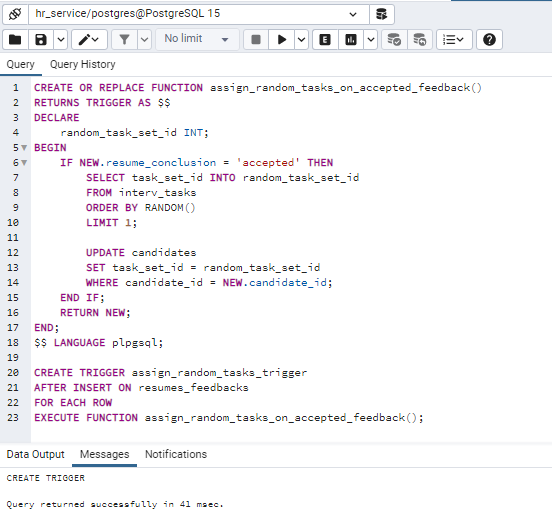 hr_service/postgres@PostgreSQL 15
No limit
Query Query History
1 CREATE OR REPLACE FUNCTION assign_random_tasks_on_accepted_feedback()
2 RETURNS TRIGGER AS $$
3 DECLARE
4     random_task_set_id INT;
5 BEGIN
6     IF NEW.resume_conclusion = 'accepted' THEN
7         SELECT task_set_id INTO random_task_set_id
8         FROM interv_tasks
9         ORDER BY RANDOM()
10         LIMIT 1;
11
12         UPDATE candidates
13         SET task_set_id = random_task_set_id
14         WHERE candidate_id = NEW.candidate_id;
15     END IF;
16     RETURN NEW;
17 END;
18 $$ LANGUAGE plpgsql;
19
20 CREATE TRIGGER assign_random_tasks_trigger
21 AFTER INSERT ON resumes_feedbacks
22 FOR EACH ROW
23 EXECUTE FUNCTION assign_random_tasks_on_accepted_feedback();
Data Output Messages Notifications
CREATE TRIGGER
Query returned successfully in 41 msec.